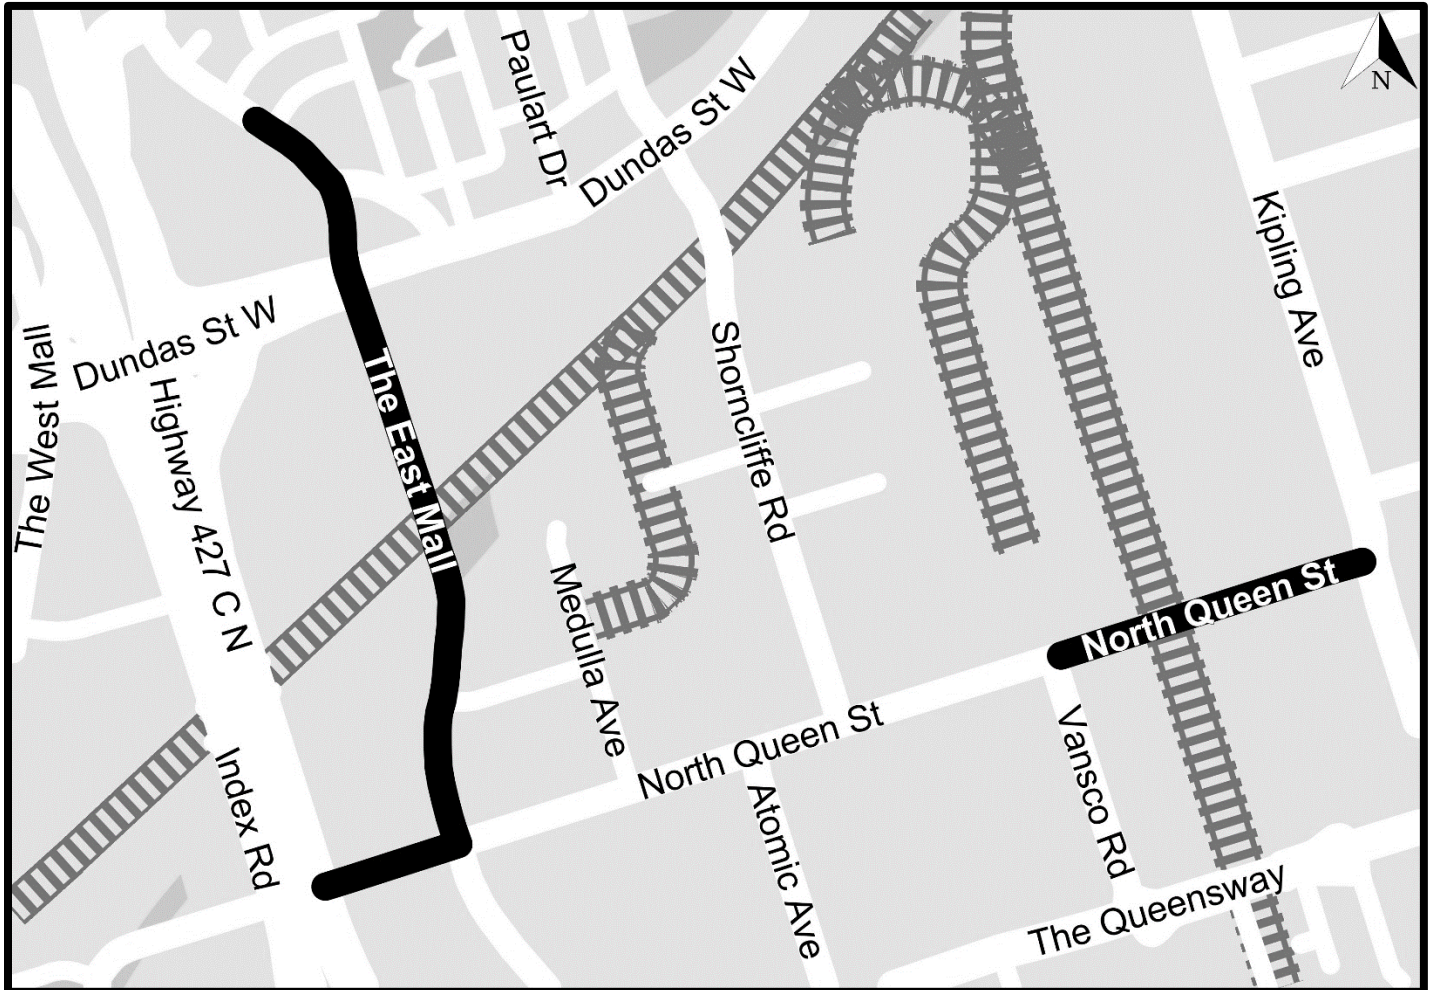 Paulart Dr
Dundas St W
N
Kipling Ave
Dundas St W
The West Mall
Highway 427 C N
The East Mall
Shorncliffe Rd
Medulla Ave
North Queen St
North Queen St
Index Rd
Atomic Ave
Vansco Rd
The Queensway